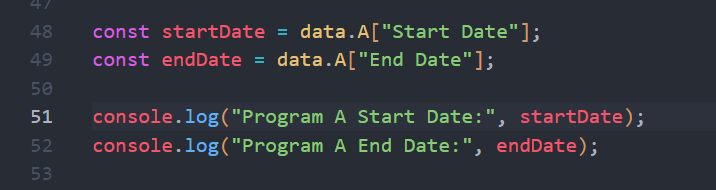 47
48 const startDate = data.A["Start Date"];
49 const endDate = data.A["End Date"];
50
51 console.log("Program A Start Date:", startDate);
52 console.log("Program A End Date:", endDate);
53